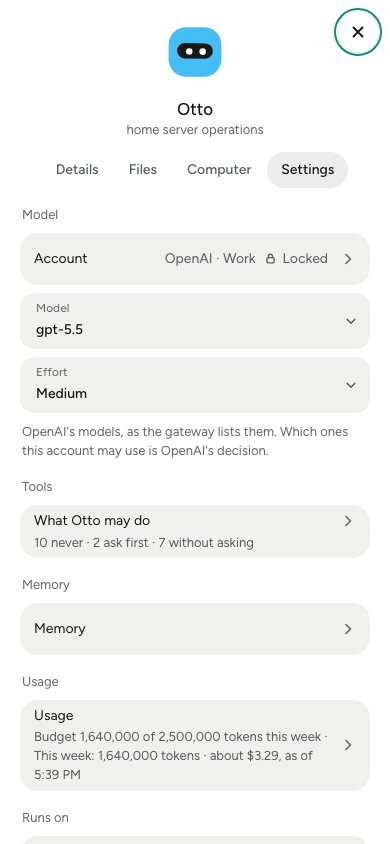 Otto
home server operations
Details Files Computer Settings
Model
Account OpenAI · Work Locked
Model
gpt-5.5
Effort
Medium
OpenAI's models, as the gateway lists them. Which ones
this account may use is OpenAI's decision.
Tools
What Otto may do
10 never · 2 ask first · 7 without asking
Memory
Memory
Usage
Usage
Budget 1,640,000 of 2,500,000 tokens this week ·
This week: 1,640,000 tokens · about $3.29, as of
5:39 PM
Runs on